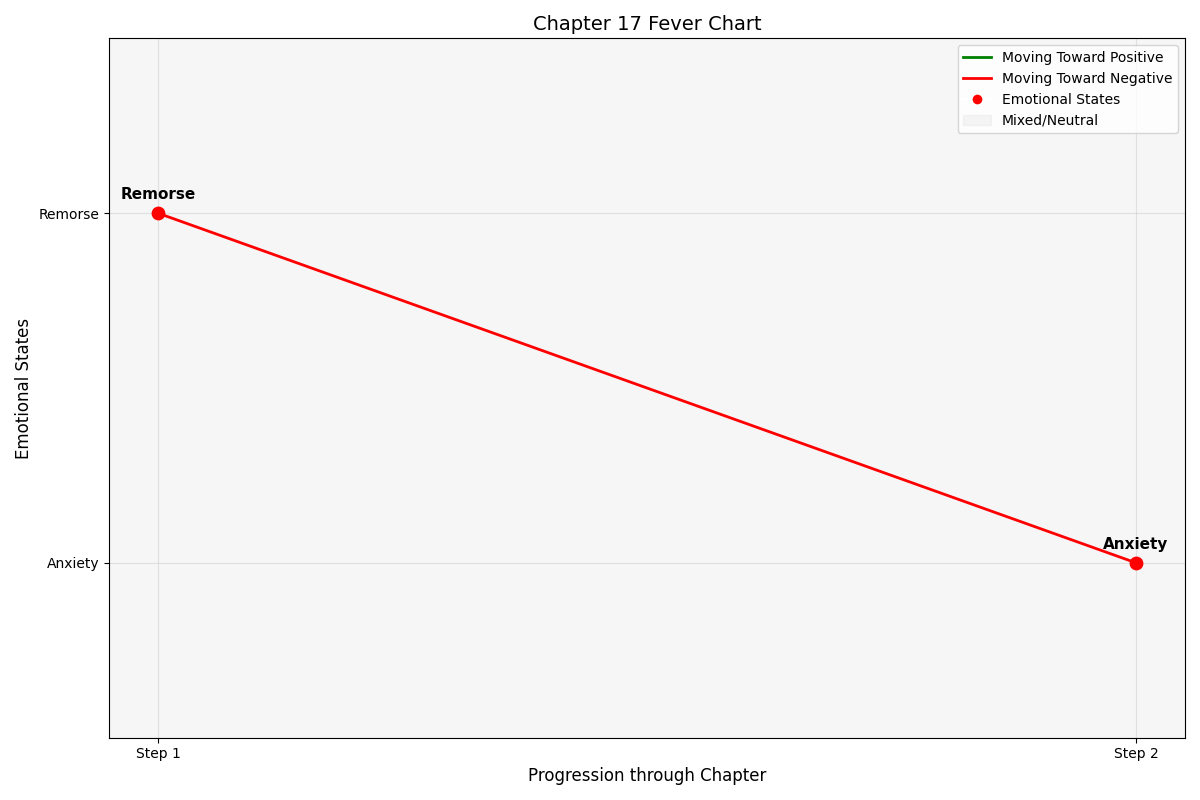 Chapter 17 Fever Chart
Moving Toward Positive
Moving Toward Negative
Emotional States
Mixed/Neutral
Remorse
Remorse
Emotional States
Anxiety
Anxiety
Step 1
Step 2
Progression through Chapter